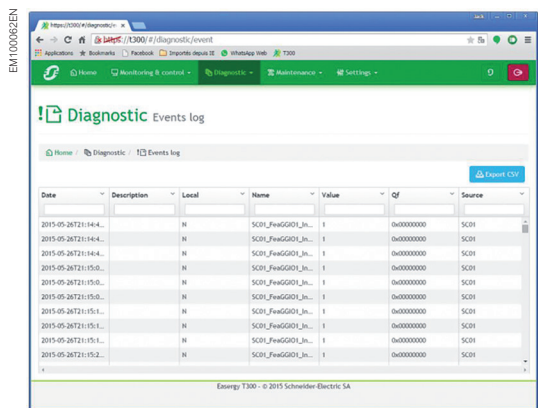 EM100062EN
https://t300/#/diagnostic/e
https://t300/#/diagnostic/event
Applications Bookmarks Facebook Importés depuis IE WhatsApp Web T300
Home Monitoring & control Diagnostic Maintenance Settings
Diagnostic Events log
Home / Diagnostic / Events log
Export CSV
Date Description Local Name Value Qf Source
2015-05-26T21:14:4... N SC01_FeaGGIO1_In... 1 0x00000000 SC01
2015-05-26T21:14:4... N SC01_FeaGGIO1_In... 1 0x00000000 SC01
2015-05-26T21:14:4... N SC01_FeaGGIO1_In... 1 0x00000000 SC01
2015-05-26T21:15:0... N SC01_FeaGGIO1_In... 1 0x00000000 SC01
2015-05-26T21:15:0... N SC01_FeaGGIO1_In... 1 0x00000000 SC01
2015-05-26T21:15:0... N SC01_FeaGGIO1_In... 1 0x00000000 SC01
2015-05-26T21:15:1... N SC01_FeaGGIO1_In... 1 0x00000000 SC01
2015-05-26T21:15:1... N SC01_FeaGGIO1_In... 1 0x00000000 SC01
2015-05-26T21:15:1... N SC01_FeaGGIO1_In... 1 0x00000000 SC01
2015-05-26T21:15:2... N SC01_FeaGGIO1_In... 1 0x00000000 SC01
Easergy T300 - © 2015 Schneider-Electric SA